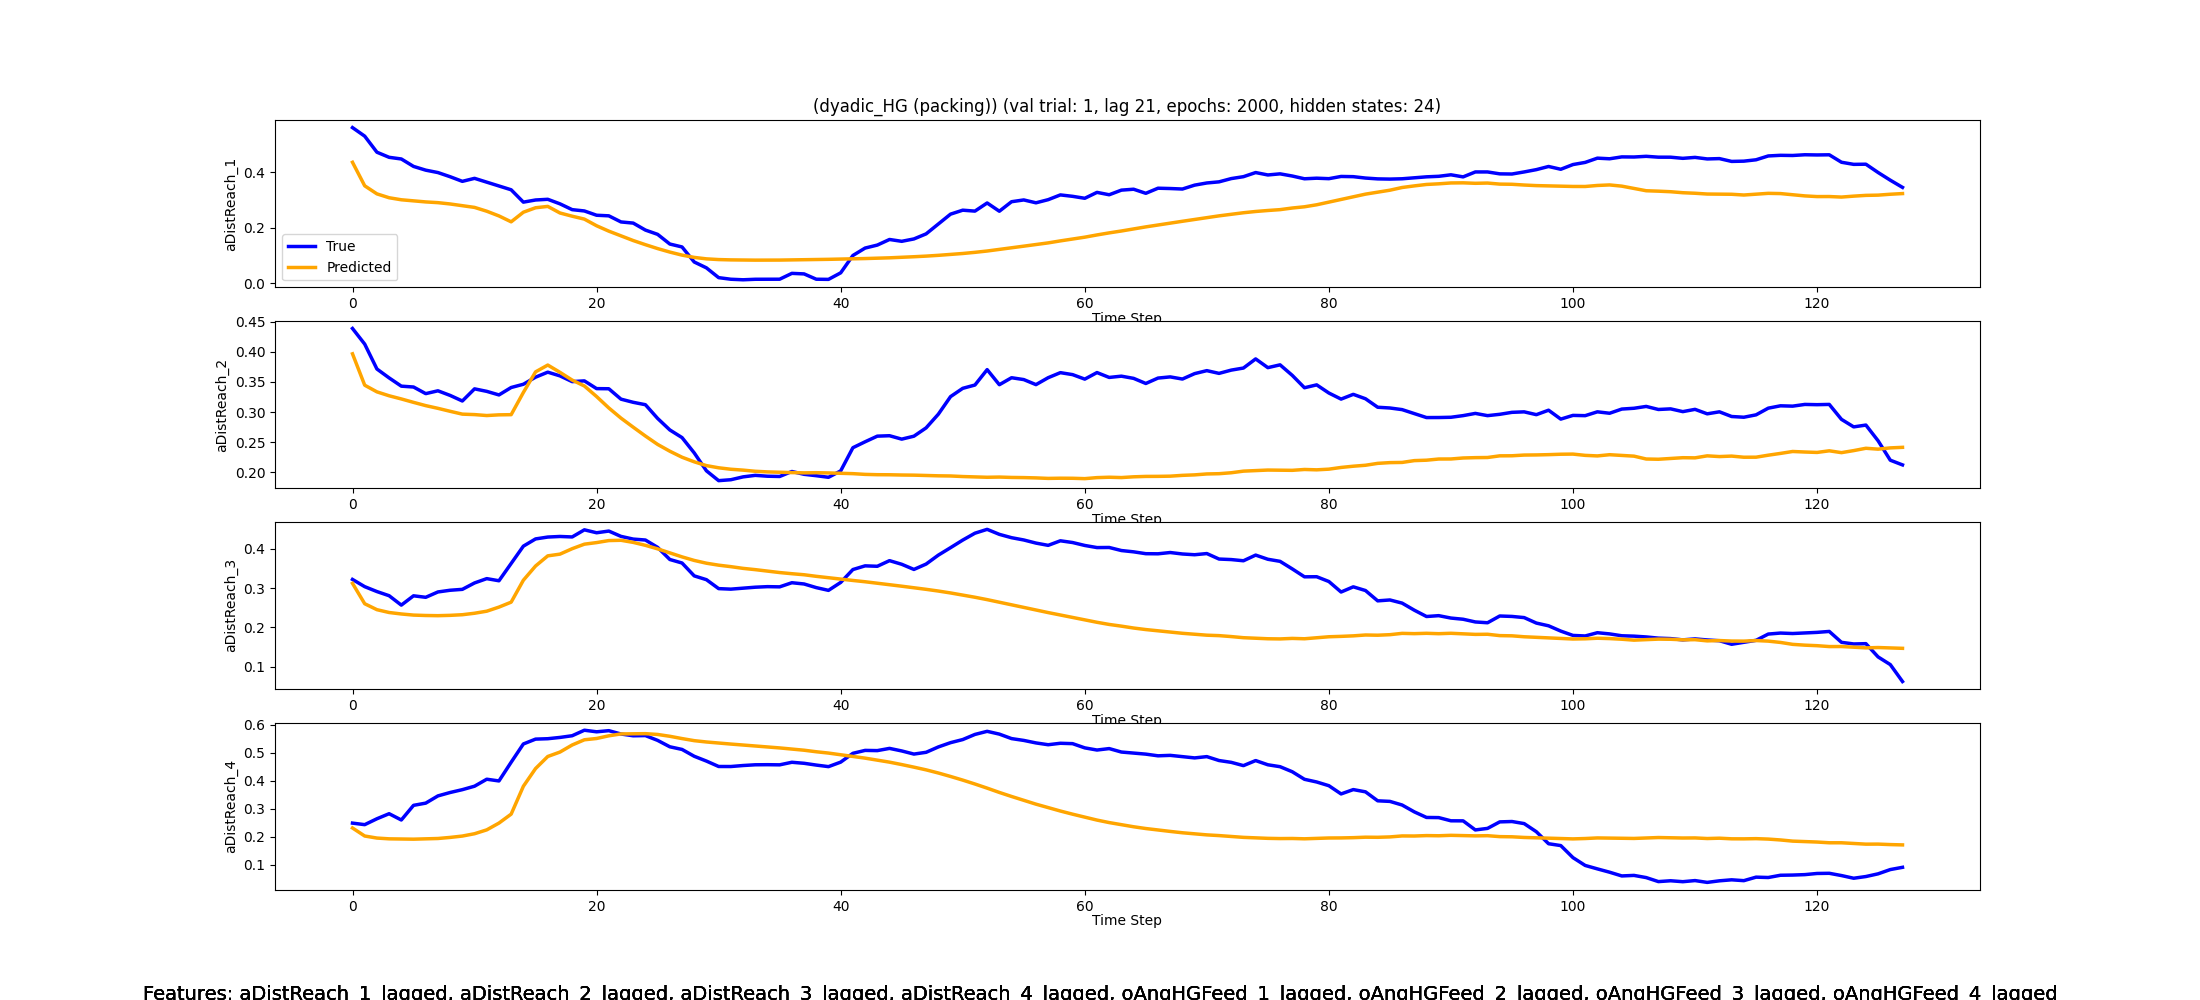 (dyadic_HG (packing)) (val trial: 1, lag 21, epochs: 2000, hidden states: 24)
aDistReach_1
0.4
0.2
0.0
True
Predicted
0 20 40 60 80 100 120
Time Step
aDistReach_2
0.45
0.40
0.35
0.30
0.25
0.20
0 20 40 60 80 100 120
Time Step
aDistReach_3
0.4
0.3
0.2
0.1
0 20 40 60 80 100 120
Time Step
aDistReach_4
0.6
0.5
0.4
0.3
0.2
0.1
0 20 40 60 80 100 120
Time Step
Features: aDistReach_1_lagged, aDistReach_2_lagged, aDistReach_3_lagged, aDistReach_4_lagged, oAngHGFeed_1_lagged, oAngHGFeed_2_lagged, oAngHGFeed_3_lagged, oAngHGFeed_4_lagged